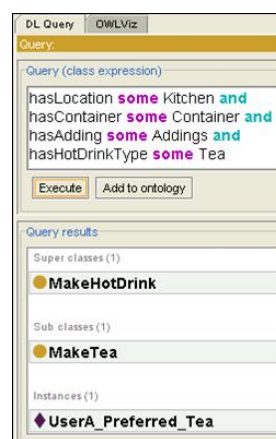 DL Query OWLViz
Query:
Query (class expression)
hasLocation some Kitchen and
hasContainer some Container and
hasAdding some Addings and
hasHotDrinkType some Tea
Execute Add to ontology
Query results
Super classes (1)
MakeHotDrink
Sub classes (1)
MakeTea
Instances (1)
UserA_Preferred_Tea